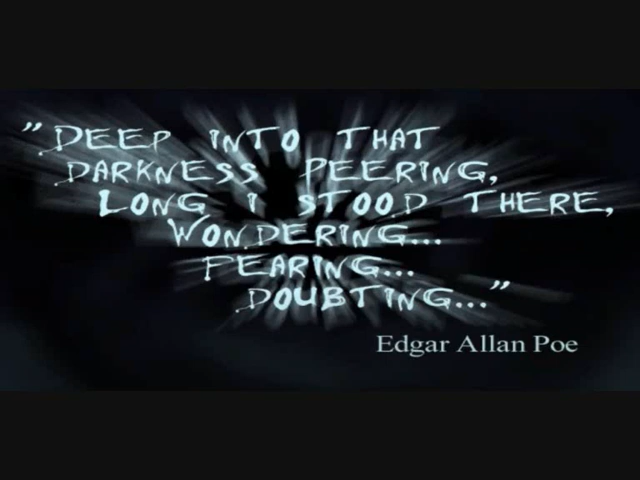 "DEEP INTO THAT
DARKNESS PEERING,
LONG I STOOD THERE,
WONDERING...
FEARING...
DOUBTING..."
Edgar Allan Poe